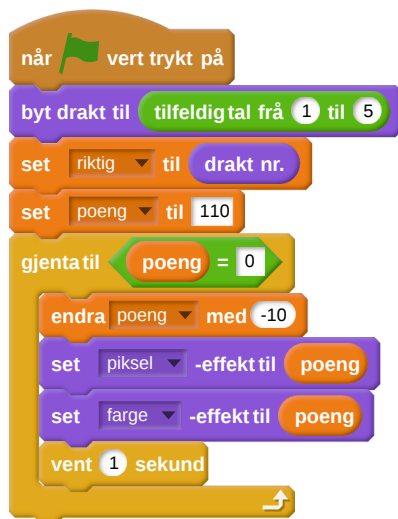 når vert trykt på
byt drakt til tilfeldig tal frå 1 til 5
set riktig til drakt nr.
set poeng til 110
gjenta til poeng = 0
endra poeng med -10
set piksel -effekt til poeng
set farge -effekt til poeng
vent 1 sekund